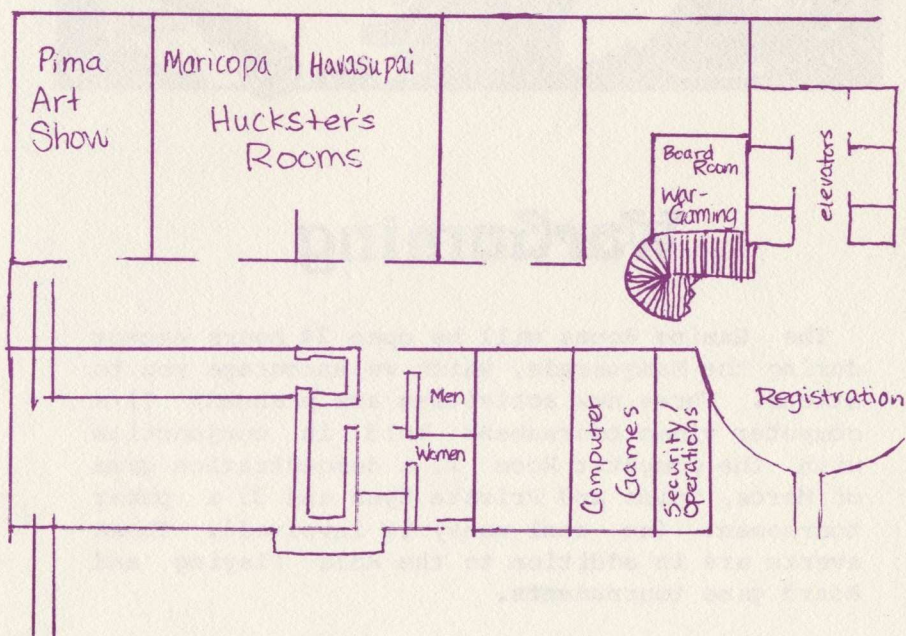 Pima
Art
Show
Maricopa
Havasupai
Huckster's
Rooms
Board
Room
War-
Gaming
elevators
Men
Women
Computer
Games
Security/
Operations
Registration